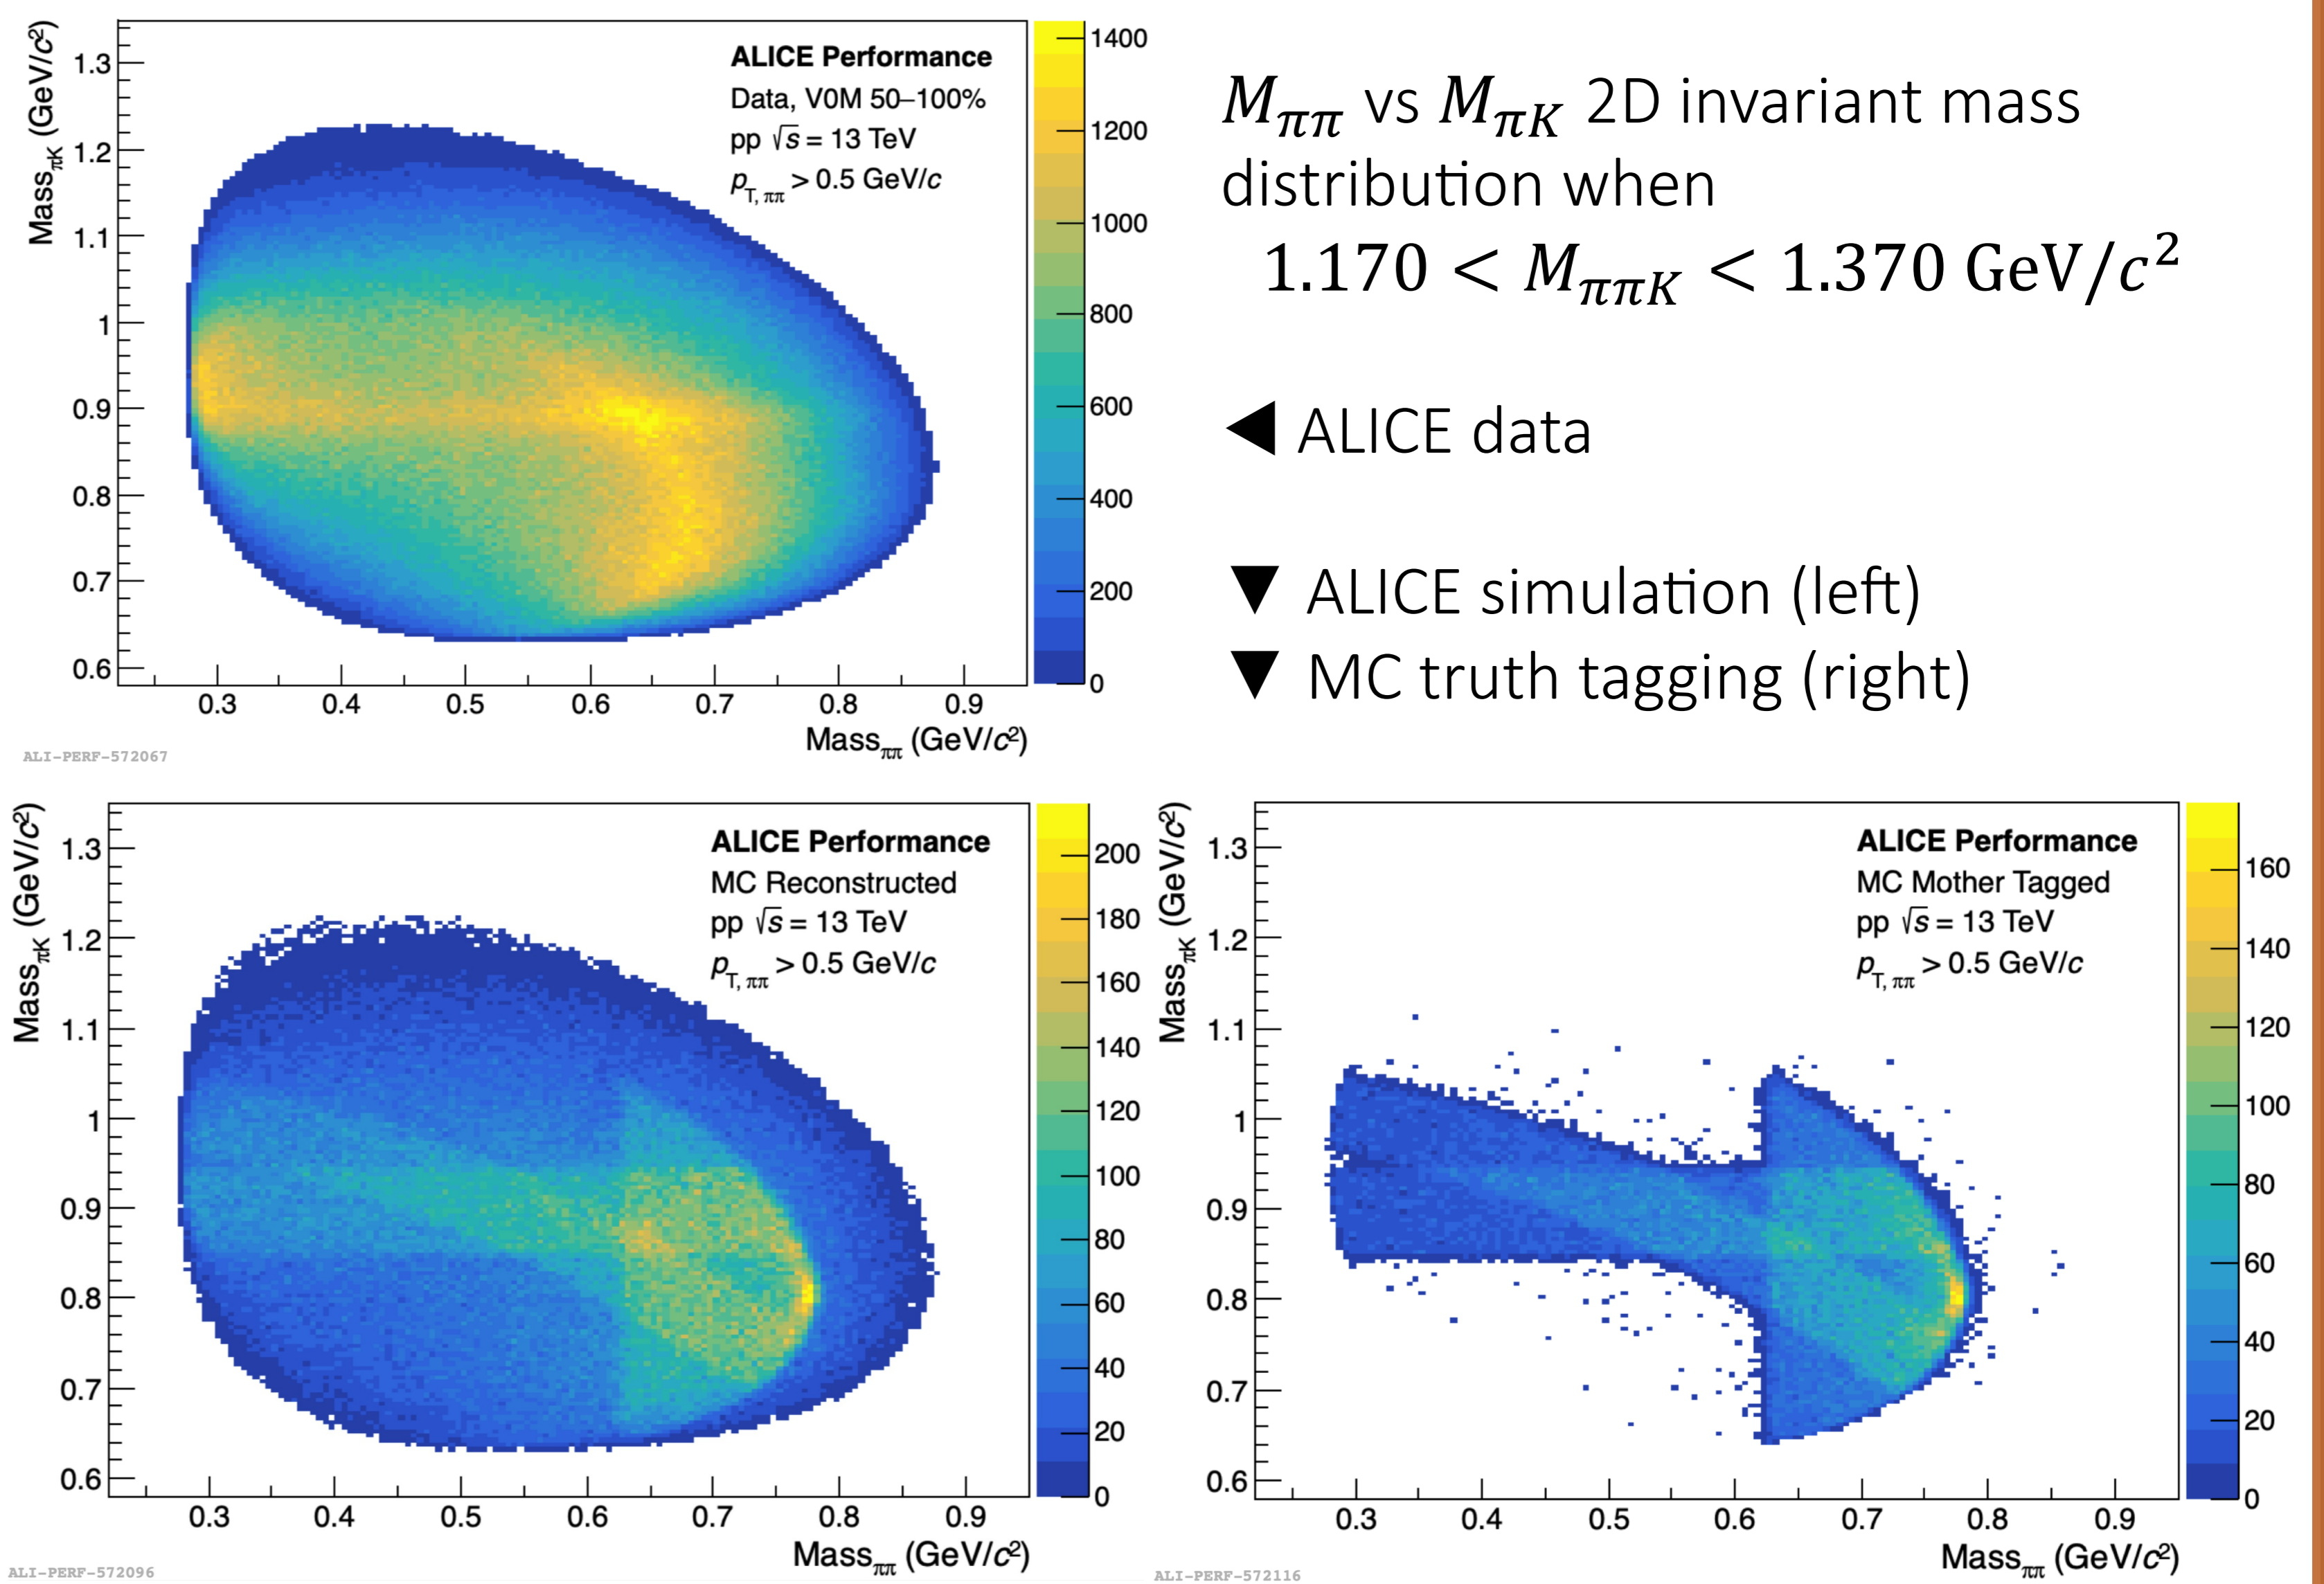 Mass_πK (GeV/c²)
1.3
1.2
1.1
1
0.9
0.8
0.7
0.6
0.3 0.4 0.5 0.6 0.7 0.8 0.9
Mass_ππ (GeV/c²)
ALICE Performance
Data, V0M 50–100%
pp √s = 13 TeV
p_T, ππ > 0.5 GeV/c
1400
1200
1000
800
600
400
200
0
ALI-PERF-572067
M_ππ vs M_πK 2D invariant mass
distribution when
1.170 < M_ππK < 1.370 GeV/c²
◀ ALICE data
▼ ALICE simulation (left)
▼ MC truth tagging (right)
Mass_πK (GeV/c²)
1.3
1.2
1.1
1
0.9
0.8
0.7
0.6
0.3 0.4 0.5 0.6 0.7 0.8 0.9
Mass_ππ (GeV/c²)
ALICE Performance
MC Reconstructed
pp √s = 13 TeV
p_T, ππ > 0.5 GeV/c
200
180
160
140
120
100
80
60
40
20
0
ALI-PERF-572096
Mass_πK (GeV/c²)
1.3
1.2
1.1
1
0.9
0.8
0.7
0.6
0.3 0.4 0.5 0.6 0.7 0.8 0.9
Mass_ππ (GeV/c²)
ALICE Performance
MC Mother Tagged
pp √s = 13 TeV
p_T, ππ > 0.5 GeV/c
160
140
120
100
80
60
40
20
0
ALI-PERF-572116